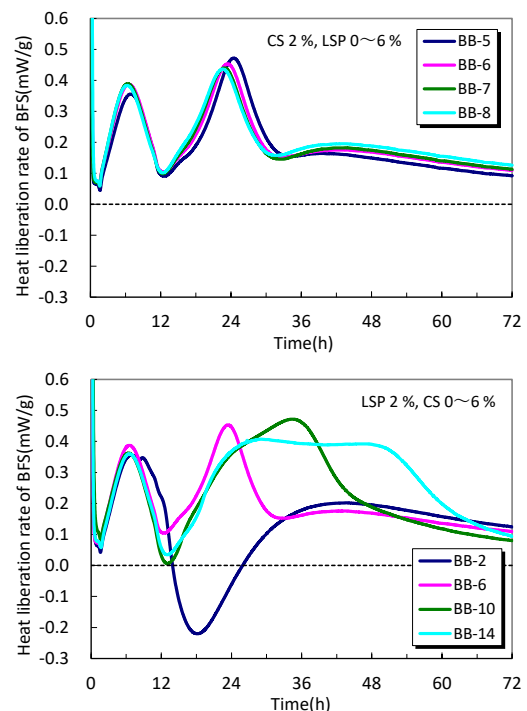 Heat liberation rate of BFS(mW/g)
0.6
0.5
0.4
0.3
0.2
0.1
0.0
-0.1
-0.2
-0.3
CS 2 %, LSP 0～6 %
BB-5
BB-6
BB-7
BB-8
0 12 24 36 48 60 72
Time(h)
Heat liberation rate of BFS(mW/g)
0.6
0.5
0.4
0.3
0.2
0.1
0.0
-0.1
-0.2
-0.3
LSP 2 %, CS 0～6 %
BB-2
BB-6
BB-10
BB-14
0 12 24 36 48 60 72
Time(h)